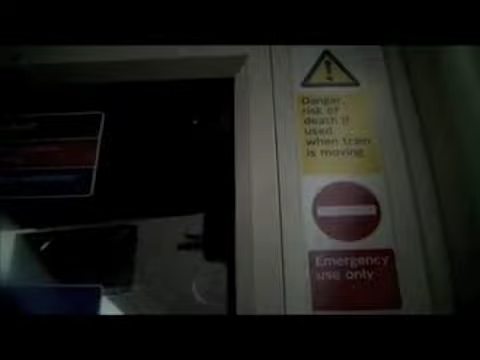 Danger,
risk of
death if
used
when train
is moving
Emergency
use only